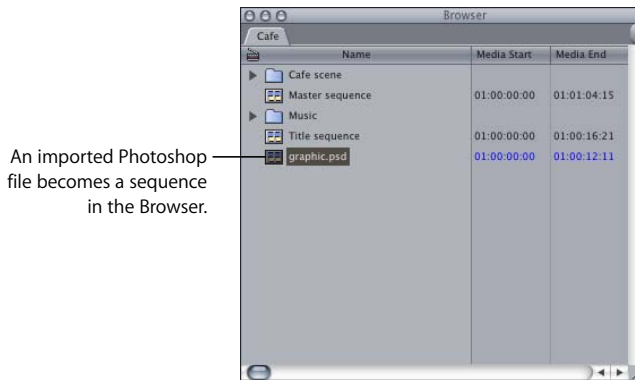 Browser
Cafe
Name Media Start Media End
Cafe scene
Master sequence 01:00:00:00 01:01:04:15
Music
Title sequence 01:00:00:00 01:00:16:21
graphic.psd 01:00:00:00 01:00:12:11
An imported Photoshop
file becomes a sequence
in the Browser.